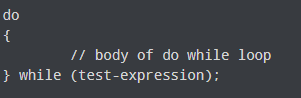 do
{
        // body of do while loop
} while (test-expression);